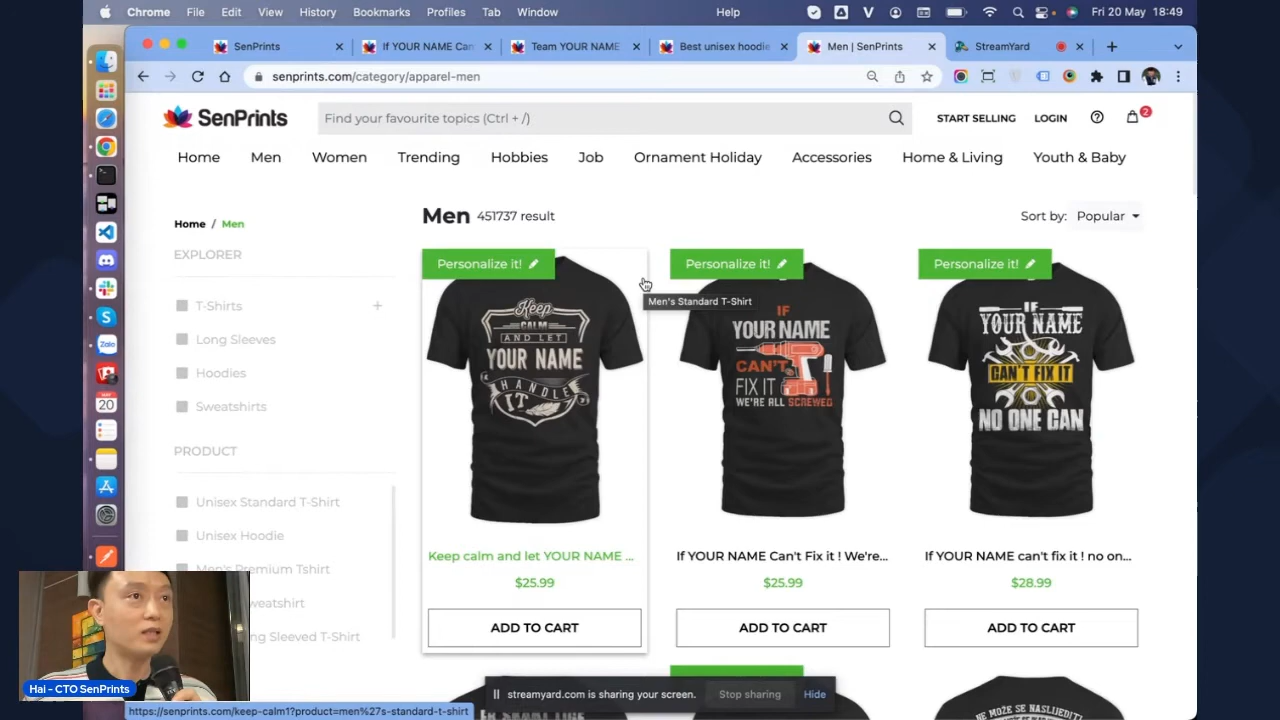 Chrome File Edit View History Bookmarks Profiles Tab Window Help Fri 20 May 18:49
SenPrints If YOUR NAME Can Team YOUR NAME Best unisex hoodie Men | SenPrints StreamYard
senprints.com/category/apparel-men
SenPrints
Find your favourite topics (Ctrl + /)
START SELLING LOGIN 2
Home Men Women Trending Hobbies Job Ornament Holiday Accessories Home & Living Youth & Baby
Home / Men
Men 451737 result
Sort by: Popular
EXPLORER
T-Shirts +
Long Sleeves
Hoodies
Sweatshirts
PRODUCT
Unisex Standard T-Shirt
Unisex Hoodie
Men's Premium Tshirt
weatshirt
ng Sleeved T-Shirt
Personalize it!
Keep
CALM
AND LET
YOUR NAME
HANDLE
IT
Keep calm and let YOUR NAME ...
$25.99
ADD TO CART
Men's Standard T-Shirt
Personalize it!
IF
YOUR NAME
CAN'T
FIX IT
WE'RE ALL SCREWED
If YOUR NAME Can't Fix it ! We're...
$25.99
ADD TO CART
Personalize it!
IF
YOUR NAME
CAN'T FIX IT
NO ONE CAN
If YOUR NAME can't fix it ! no on...
$28.99
ADD TO CART
NE MOŽE SE NASLIJEDITI
streamyard.com is sharing your screen. Stop sharing Hide
Hai - CTO SenPrints
https://senprints.com/keep-calm1?product=men%27s-standard-t-shirt
MAY
20